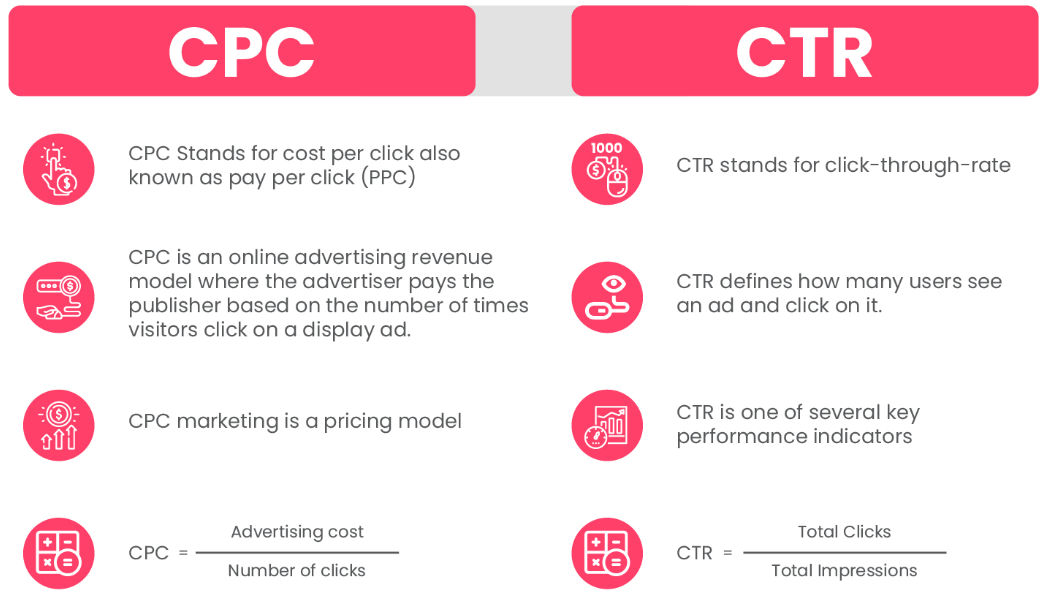 CPC
CTR
CPC Stands for cost per click also
known as pay per click (PPC)
1000
$
$
CTR stands for click-through-rate
CPC is an online advertising revenue
model where the advertiser pays the
publisher based on the number of times
visitors click on a display ad.
$
CTR defines how many users see
an ad and click on it.
$
CPC marketing is a pricing model
CTR is one of several key
performance indicators
+ -
× =
CPC =
Advertising cost
Number of clicks
+ -
× =
CTR =
Total Clicks
Total Impressions